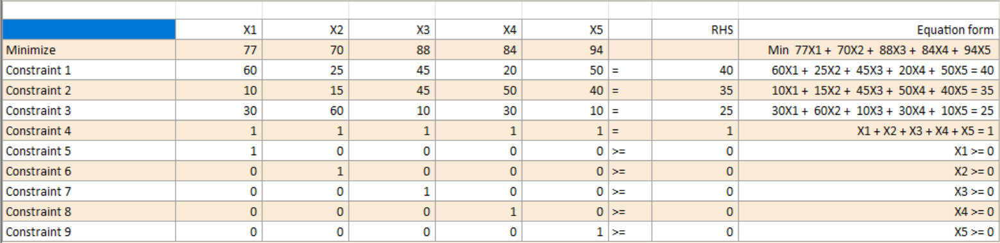 X1 X2 X3 X4 X5 RHS Equation form
Minimize 77 70 88 84 94 Min 77X1 + 70X2 + 88X3 + 84X4 + 94X5
Constraint 1 60 25 45 20 50 = 40 60X1 + 25X2 + 45X3 + 20X4 + 50X5 = 40
Constraint 2 10 15 45 50 40 = 35 10X1 + 15X2 + 45X3 + 50X4 + 40X5 = 35
Constraint 3 30 60 10 30 10 = 25 30X1 + 60X2 + 10X3 + 30X4 + 10X5 = 25
Constraint 4 1 1 1 1 1 = 1 X1 + X2 + X3 + X4 + X5 = 1
Constraint 5 1 0 0 0 0 >= 0 X1 >= 0
Constraint 6 0 1 0 0 0 >= 0 X2 >= 0
Constraint 7 0 0 1 0 0 >= 0 X3 >= 0
Constraint 8 0 0 0 1 0 >= 0 X4 >= 0
Constraint 9 0 0 0 0 1 >= 0 X5 >= 0